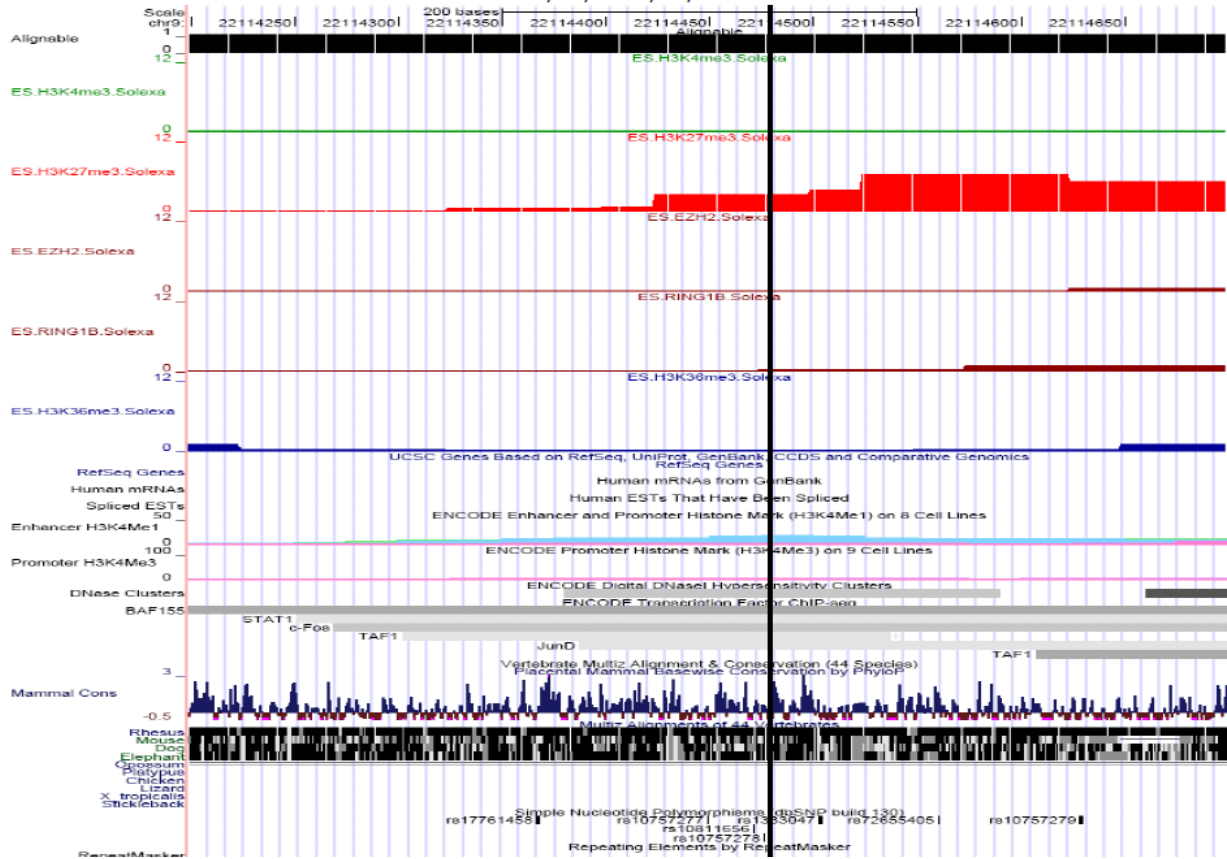 Scale 200 bases
chr9: 22114250 22114300 22114350 22114400 22114450 22114500 22114550 22114600 22114650
Alignable
Alignable 1
0
12 ES.H3K4me3.Solexa
ES.H3K4me3.Solexa
0
12 ES.H3K27me3.Solexa
ES.H3K27me3.Solexa
0
12 ES.EZH2.Solexa
ES.EZH2.Solexa
0
12 ES.RING1B.Solexa
ES.RING1B.Solexa
0
12 ES.H3K36me3.Solexa
ES.H3K36me3.Solexa
0
UCSC Genes Based on RefSeq, UniProt, GenBank, CCDS and Comparative Genomics
RefSeq Genes
RefSeq Genes
Human mRNAs from GenBank
Human mRNAs
Human ESTs That Have Been Spliced
Spliced ESTs
50 ENCODE Enhancer and Promoter Histone Mark (H3K4Me1) on 8 Cell Lines
Enhancer H3K4Me1
0
100 ENCODE Promoter Histone Mark (H3K4Me3) on 9 Cell Lines
Promoter H3K4Me3
0
ENCODE Digital DNaseI Hypersensitivity Clusters
DNase Clusters
ENCODE Transcription Factor ChIP-seq
BAF155
STAT1
c-Fos
TAF1
JunD
TAF1
Vertebrate Multiz Alignment & Conservation (44 Species)
Placental Mammal Basewise Conservation by PhyloP
3
Mammal Cons
-0.5
Multiz Alignments of 44 Vertebrates
Rhesus
Mouse
Dog
Elephant
Opossum
Platypus
Chicken
Lizard
X_tropicalis
Stickleback
Simple Nucleotide Polymorphisms (dbSNP build 130)
rs17761458 rs10757277 rs1333047 rs72655405 rs10757279
rs10811656
rs10757278
Repeating Elements by RepeatMasker
RepeatMasker